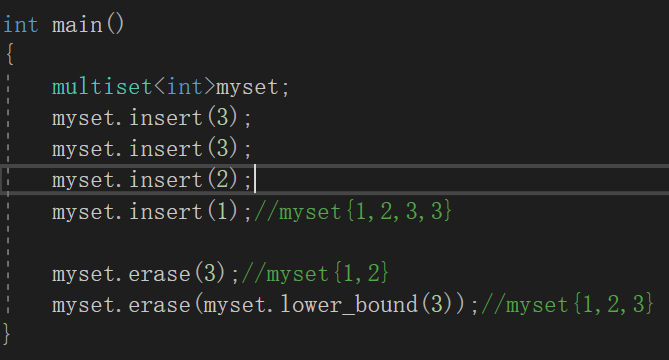 int main()
{
multiset<int>myset;
myset.insert(3);
myset.insert(3);
myset.insert(2);
myset.insert(1);//myset{1,2,3,3}
myset.erase(3);//myset{1,2}
myset.erase(myset.lower_bound(3));//myset{1,2,3}
}